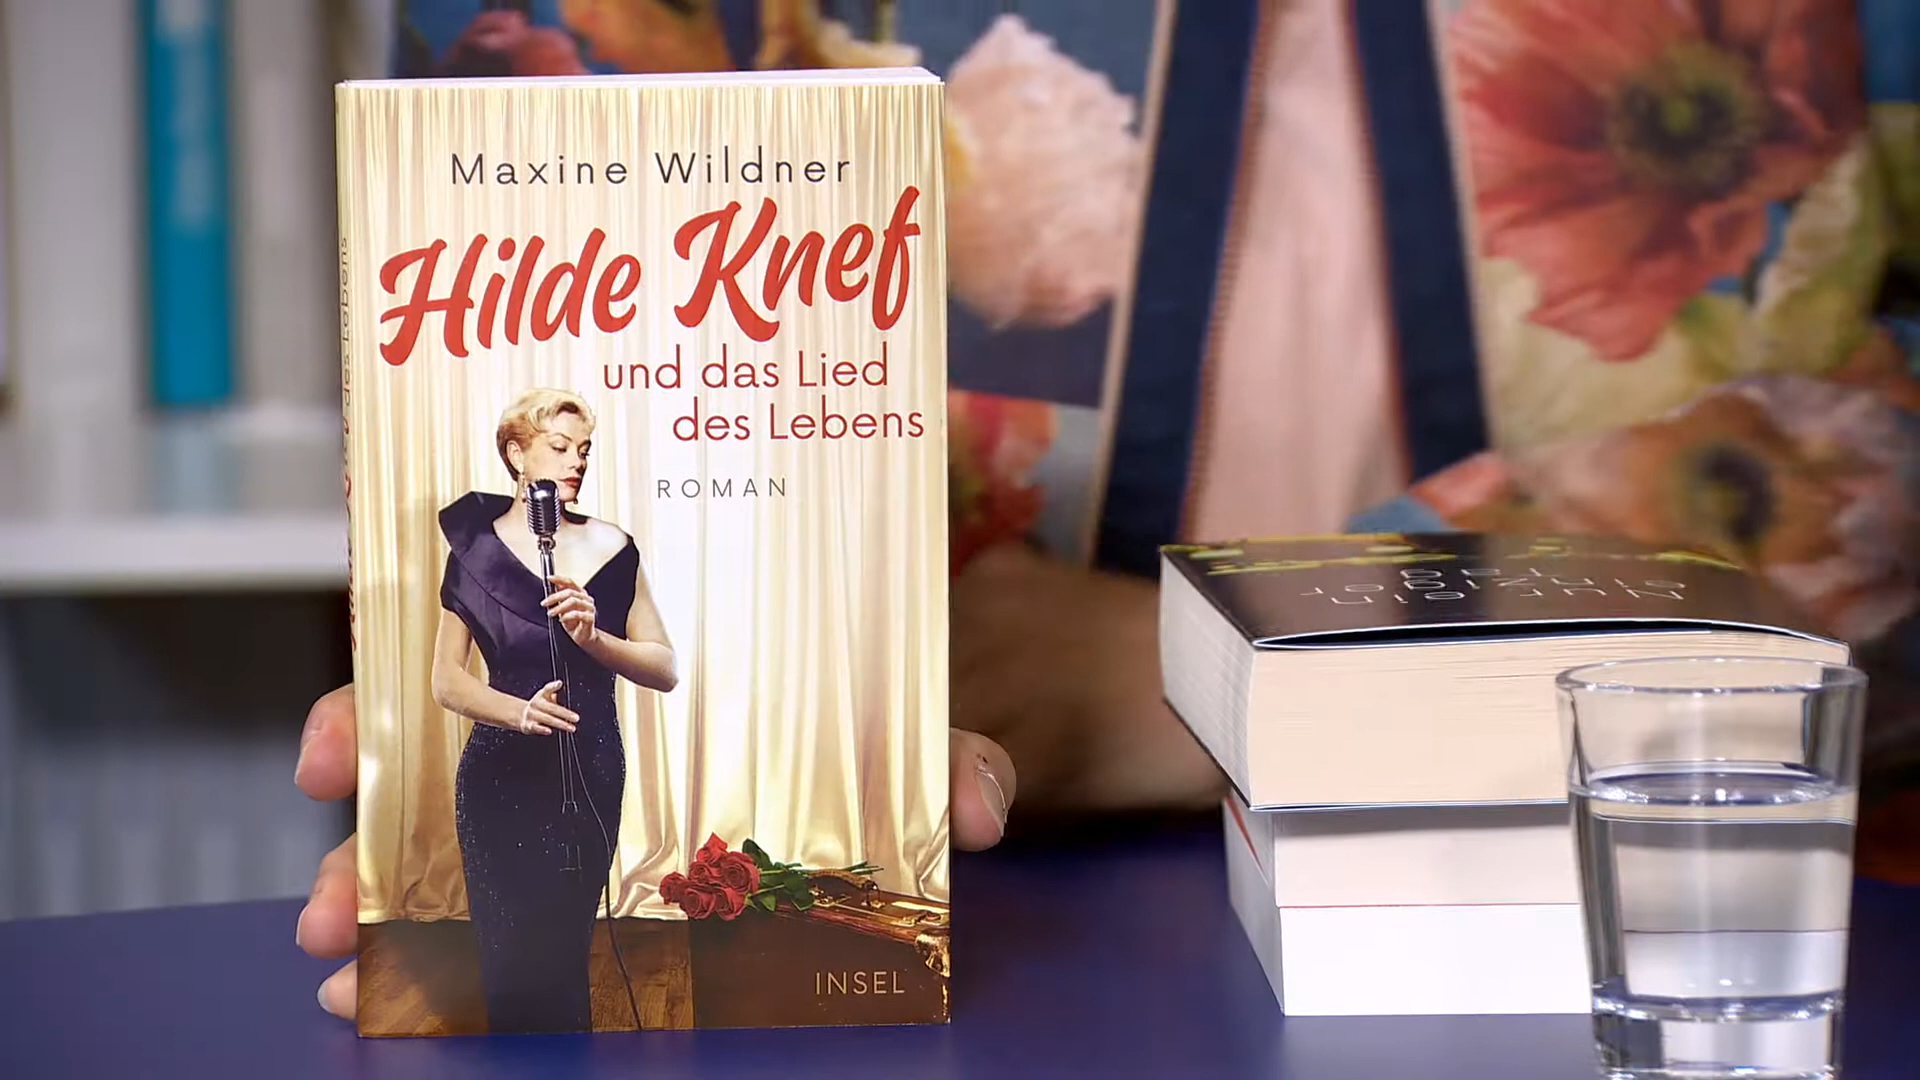 Maxine Wildner
Hilde Knef
und das Lied
des Lebens
ROMAN
INSEL